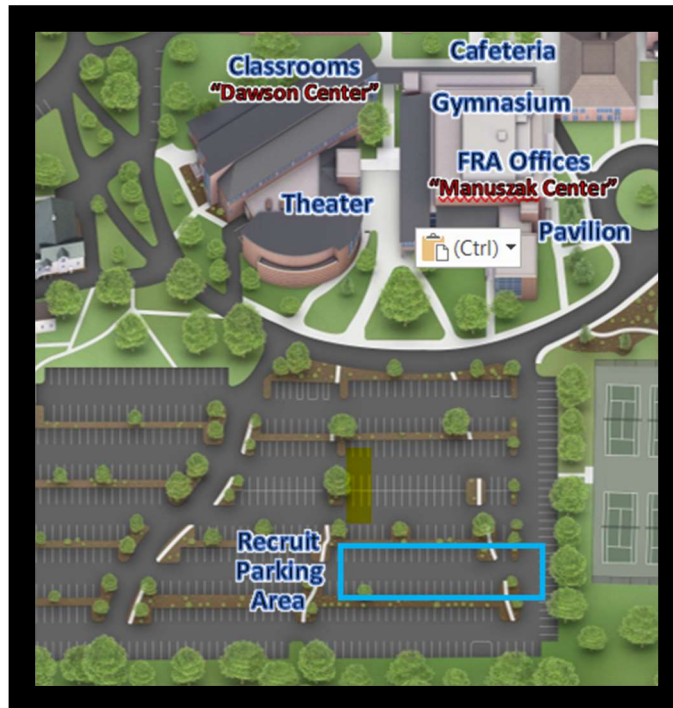 Cafeteria
Classrooms
“Dawson Center”
Gymnasium
FRA Offices
“Manuszak Center”
Theater
Pavilion
(Ctrl)
Recruit
Parking
Area